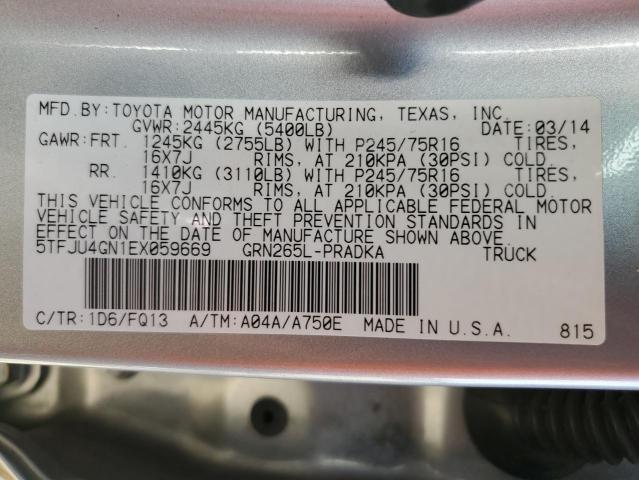 MFD.BY:TOYOTA MOTOR MANUFACTURING, TEXAS, INC.
GVWR:2445KG (5400LB) DATE:03/14
GAWR:FRT. 1245KG (2755LB) WITH P245/75R16 TIRES,
16X7J RIMS, AT 210KPA (30PSI) COLD.
RR. 1410KG (3110LB) WITH P245/75R16 TIRES,
16X7J RIMS, AT 210KPA (30PSI) COLD.
THIS VEHICLE CONFORMS TO ALL APPLICABLE FEDERAL MOTOR
VEHICLE SAFETY AND THEFT PREVENTION STANDARDS IN
EFFECT ON THE DATE OF MANUFACTURE SHOWN ABOVE.
5TFJU4GN1EX059669 GRN265L-PRADKA TRUCK
C/TR:1D6/FQ13 A/TM:A04A/A750E MADE IN U.S.A. 815